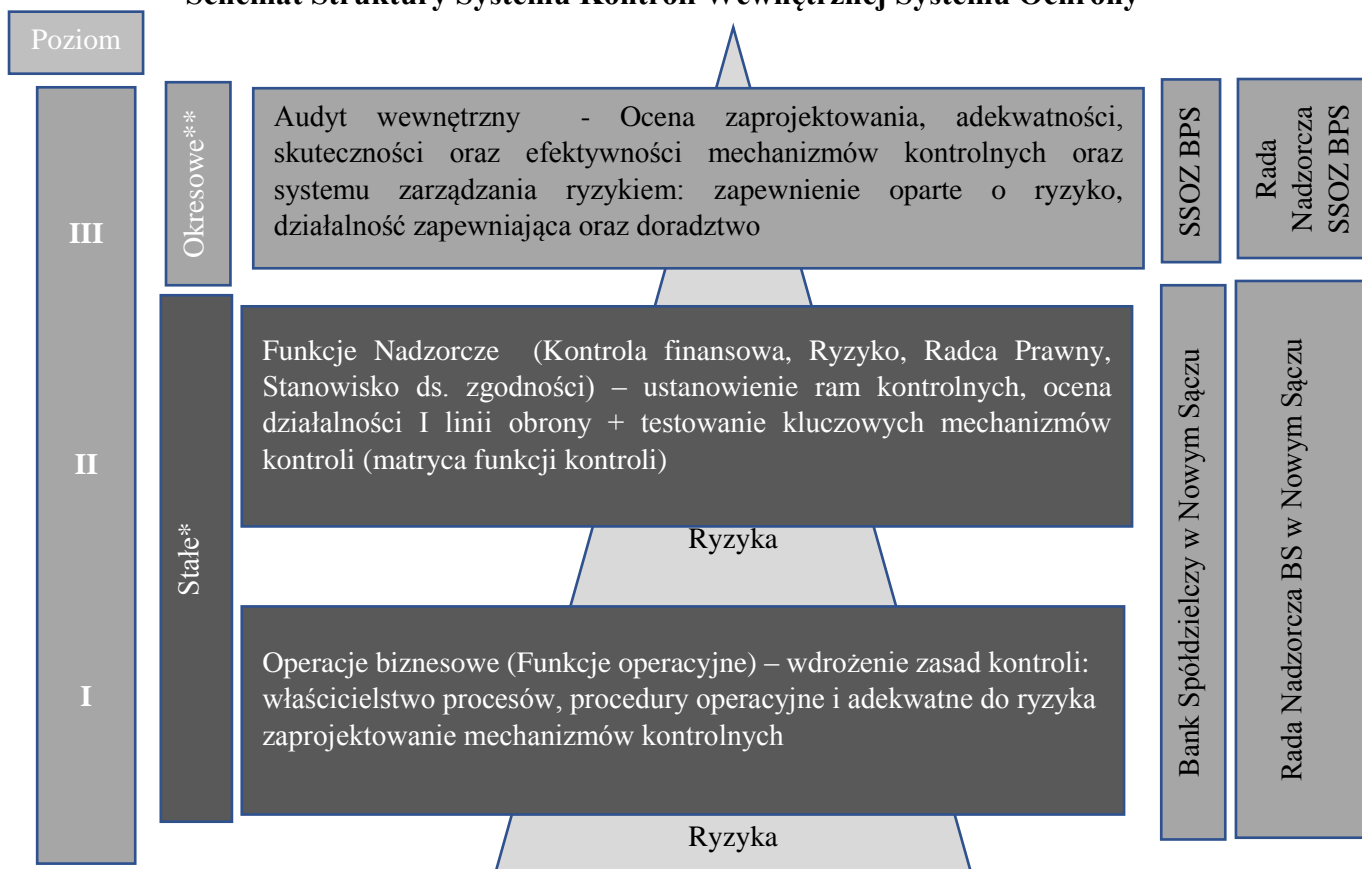 Schemat Struktury Systemu Kontroli Wewnętrznej Systemu Ochrony
Poziom
III
Okresowe**
Audyt wewnętrzny - Ocena zaprojektowania, adekwatności,
skuteczności oraz efektywności mechanizmów kontrolnych oraz
systemu zarządzania ryzykiem: zapewnienie oparte o ryzyko,
działalność zapewniająca oraz doradztwo
SSOZ BPS
Rada
Nadzorcza
SSOZ BPS
II
Stałe*
Funkcje Nadzorcze (Kontrola finansowa, Ryzyko, Radca Prawny,
Stanowisko ds. zgodności) – ustanowienie ram kontrolnych, ocena
działalności I linii obrony + testowanie kluczowych mechanizmów
kontroli (matryca funkcji kontroli)
Bank Spółdzielczy w Nowym Sączu
Rada Nadzorcza BS w Nowym Sączu
Ryzyka
I
Operacje biznesowe (Funkcje operacyjne) – wdrożenie zasad kontroli:
właścicielstwo procesów, procedury operacyjne i adekwatne do ryzyka
zaprojektowanie mechanizmów kontrolnych
Ryzyka